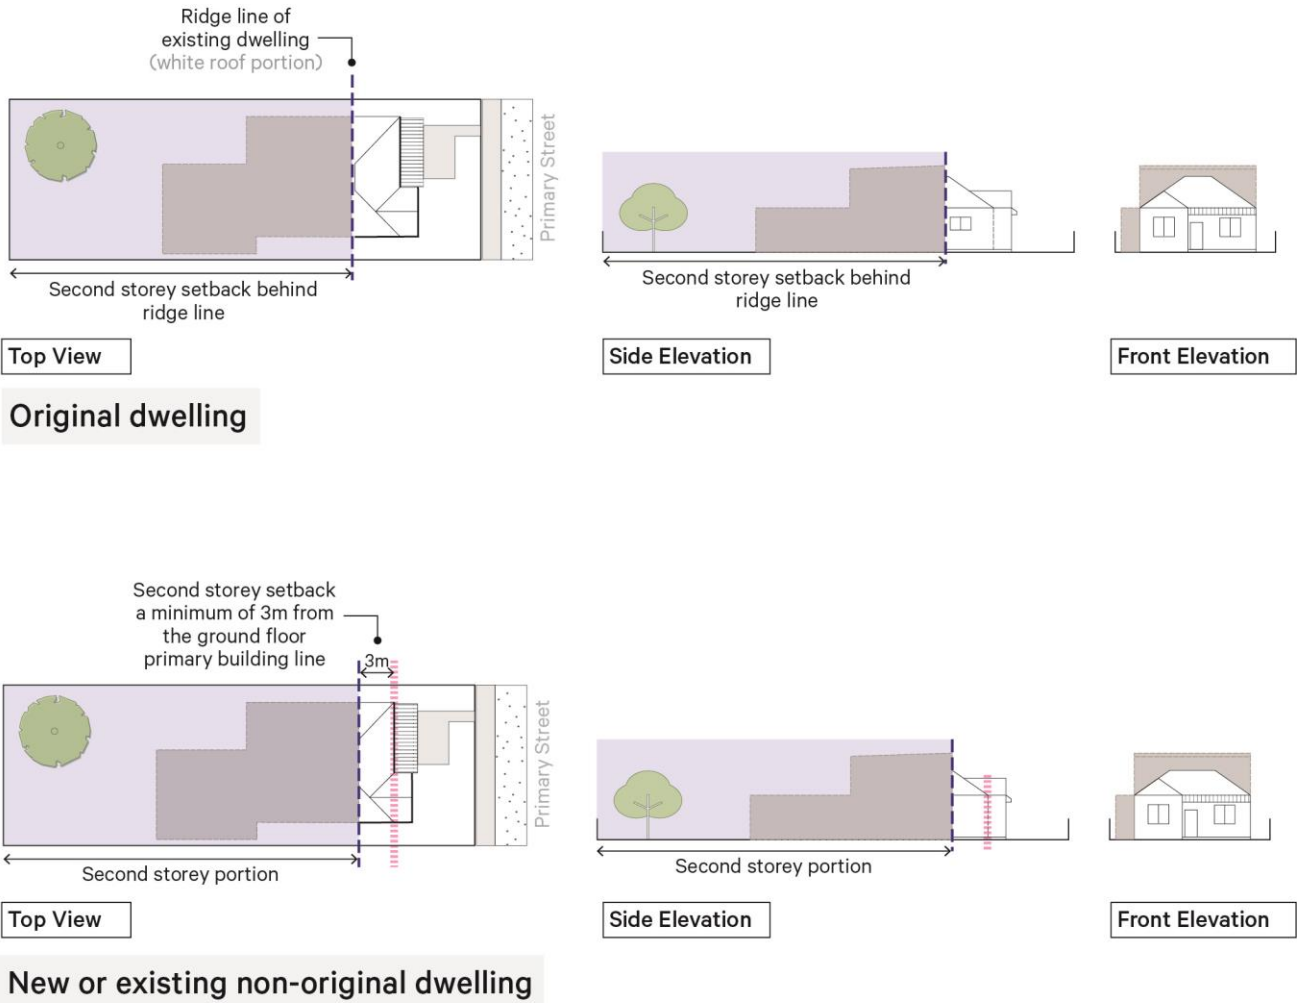 Ridge line of
existing dwelling
(white roof portion)
Primary Street
Second storey setback behind
ridge line
Second storey setback behind
ridge line
Top View
Side Elevation
Front Elevation
Original dwelling
Second storey setback
a minimum of 3m from
the ground floor
primary building line
3m
Primary Street
Second storey portion
Second storey portion
Top View
Side Elevation
Front Elevation
New or existing non-original dwelling